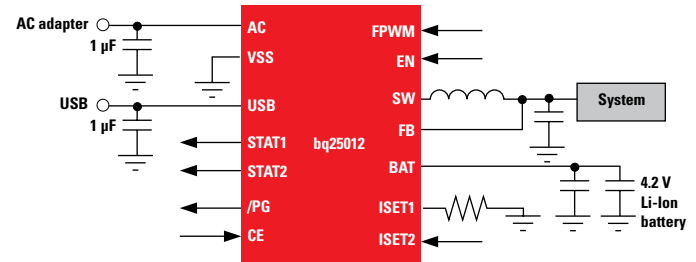 AC adapter
1 µF
USB
1 µF
AC
VSS
USB
STAT1
STAT2
/PG
CE
bq25012
FPWM
EN
SW
FB
BAT
ISET1
ISET2
System
4.2 V
Li-Ion
battery